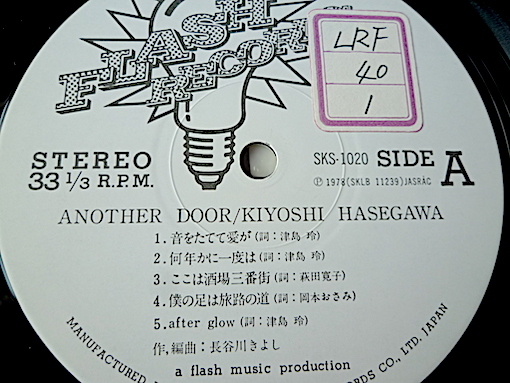 FLASH
RECORD
LRF
40
1
STEREO
33 1/3 R.P.M.
SKS-1020 SIDE A
Ⓟ 1978 (SKLB 11239) JASRAC
ANOTHER DOOR/KIYOSHI HASEGAWA
1. 音をたてて愛が (詞：津島 玲)
2. 何年かに一度は (詞：津島 玲)
3. ここは酒場三番街 (詞：萩田寛子)
4. 僕の足は旅路の道 (詞：岡本おさみ)
5. after glow (詞：津島 玲)
作,編曲：長谷川きよし
a flash music production
MANUFACTURED
RDS CO., LTD. JAPAN